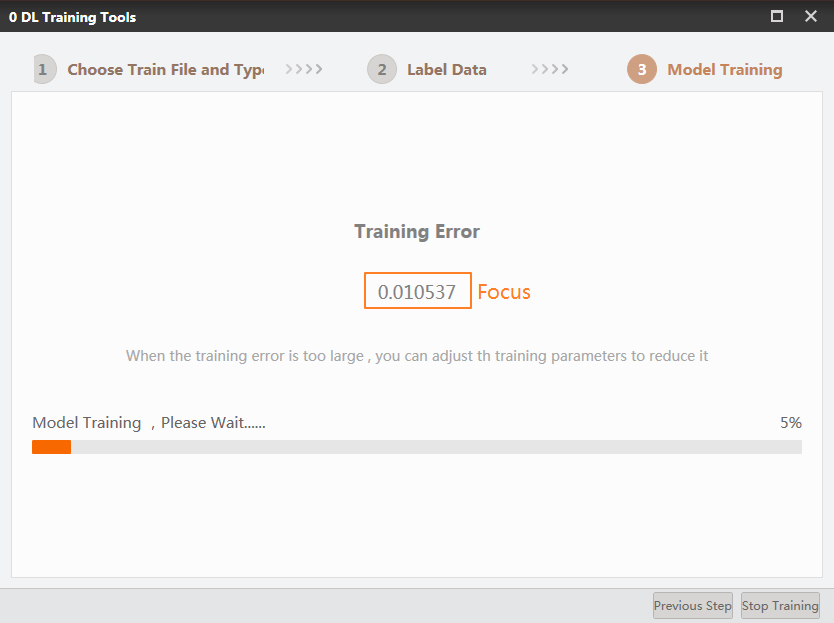 0 DL Training Tools
1 Choose Train File and Typ >>>> 2 Label Data >>>> 3 Model Training
Training Error
0.010537 Focus
When the training error is too large , you can adjust th training parameters to reduce it
Model Training , Please Wait...... 5%
Previous Step Stop Training